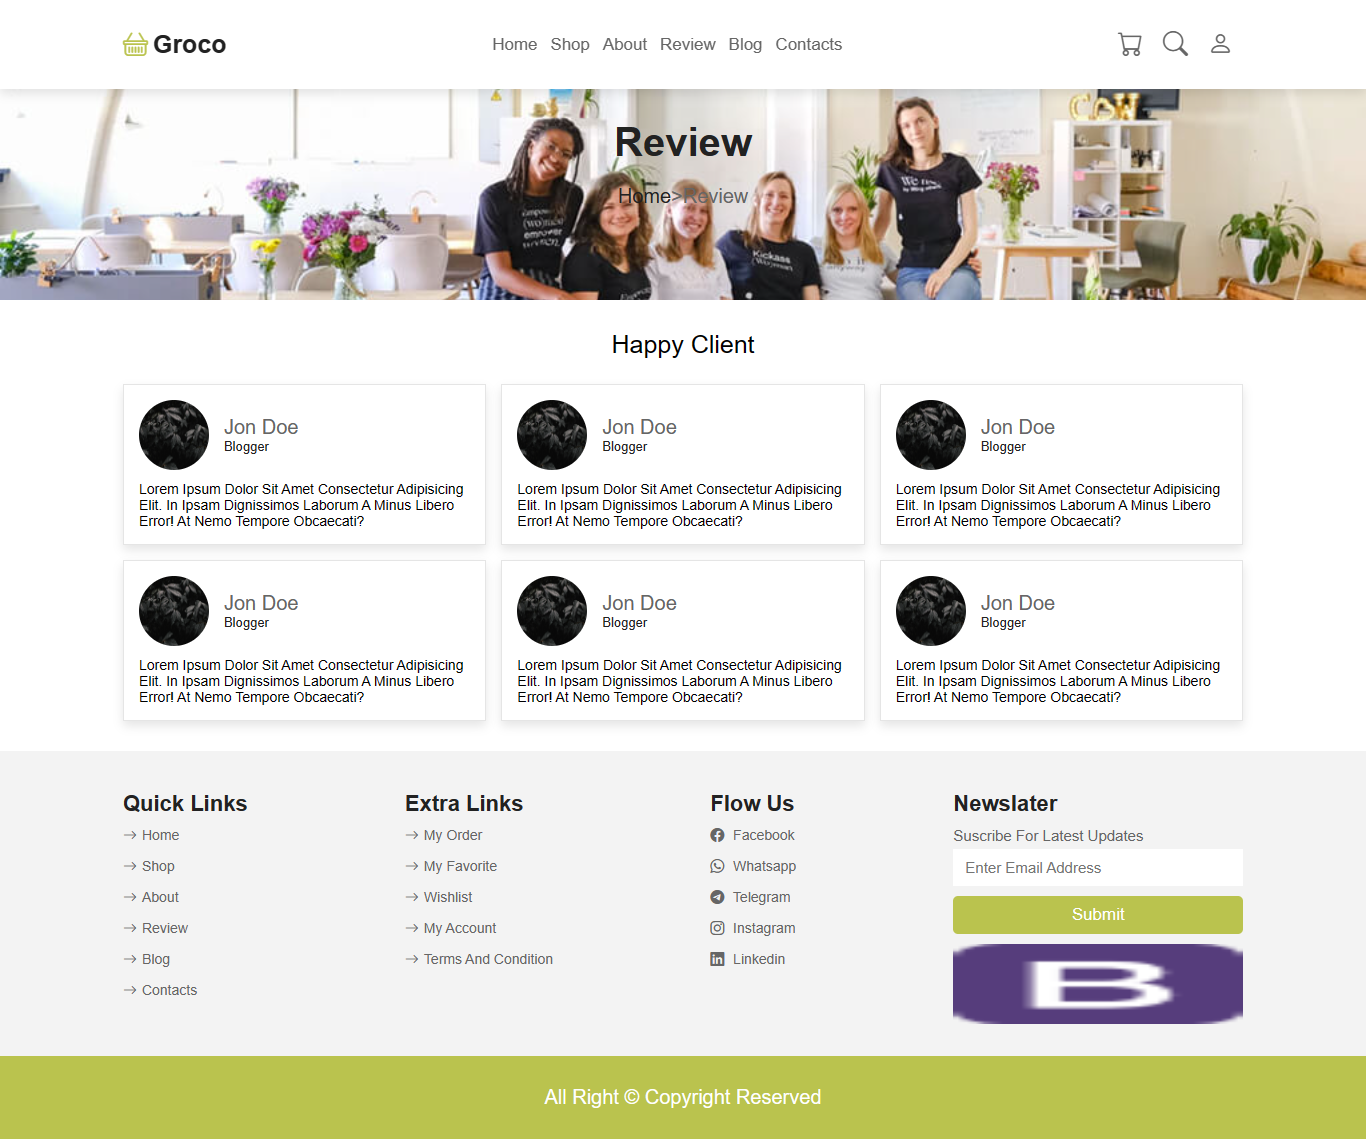 Groco
Home Shop About Review Blog Contacts
Review
Home>Review
empower
women.
We
Kickass
(Wo)men
Happy Client
Jon Doe
Blogger
Lorem Ipsum Dolor Sit Amet Consectetur Adipisicing
Elit. In Ipsam Dignissimos Laborum A Minus Libero
Error! At Nemo Tempore Obcaecati?
Jon Doe
Blogger
Lorem Ipsum Dolor Sit Amet Consectetur Adipisicing
Elit. In Ipsam Dignissimos Laborum A Minus Libero
Error! At Nemo Tempore Obcaecati?
Jon Doe
Blogger
Lorem Ipsum Dolor Sit Amet Consectetur Adipisicing
Elit. In Ipsam Dignissimos Laborum A Minus Libero
Error! At Nemo Tempore Obcaecati?
Jon Doe
Blogger
Lorem Ipsum Dolor Sit Amet Consectetur Adipisicing
Elit. In Ipsam Dignissimos Laborum A Minus Libero
Error! At Nemo Tempore Obcaecati?
Jon Doe
Blogger
Lorem Ipsum Dolor Sit Amet Consectetur Adipisicing
Elit. In Ipsam Dignissimos Laborum A Minus Libero
Error! At Nemo Tempore Obcaecati?
Jon Doe
Blogger
Lorem Ipsum Dolor Sit Amet Consectetur Adipisicing
Elit. In Ipsam Dignissimos Laborum A Minus Libero
Error! At Nemo Tempore Obcaecati?
Quick Links
Home
Shop
About
Review
Blog
Contacts
Extra Links
My Order
My Favorite
Wishlist
My Account
Terms And Condition
Flow Us
Facebook
Whatsapp
Telegram
Instagram
Linkedin
Newslater
Suscribe For Latest Updates
Enter Email Address
Submit
B
All Right © Copyright Reserved